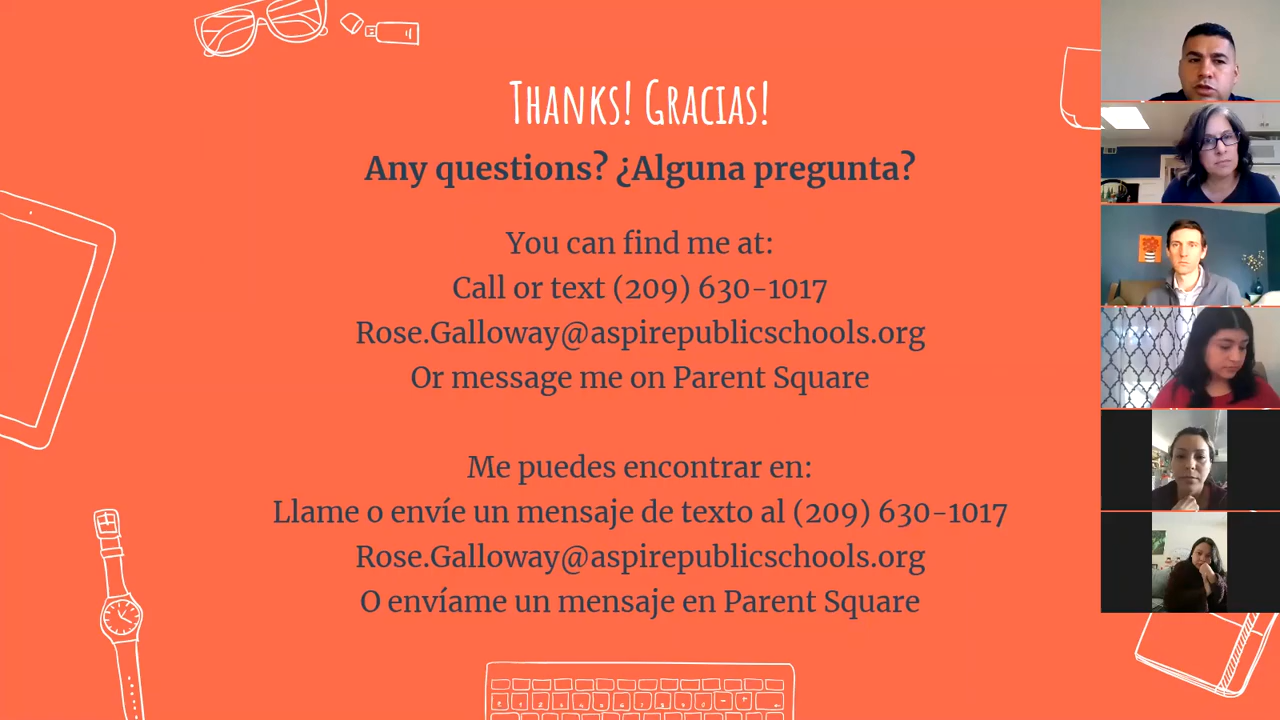 Thanks! Gracias!
Any questions? ¿Alguna pregunta?
You can find me at:
Call or text (209) 630-1017
Rose.Galloway@aspirepublicschools.org
Or message me on Parent Square
Me puedes encontrar en:
Llame o envíe un mensaje de texto al (209) 630-1017
Rose.Galloway@aspirepublicschools.org
O envíame un mensaje en Parent Square